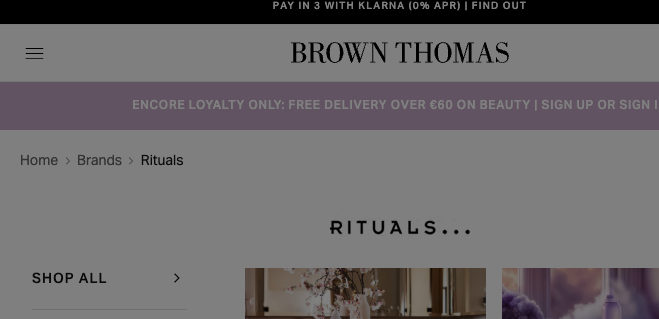 PAY IN 3 WITH KLARNA (0% APR) | FIND OUT
BROWN THOMAS
ENCORE LOYALTY ONLY: FREE DELIVERY OVER €60 ON BEAUTY | SIGN UP OR SIGN
Home > Brands > Rituals
RITUALS...
SHOP ALL